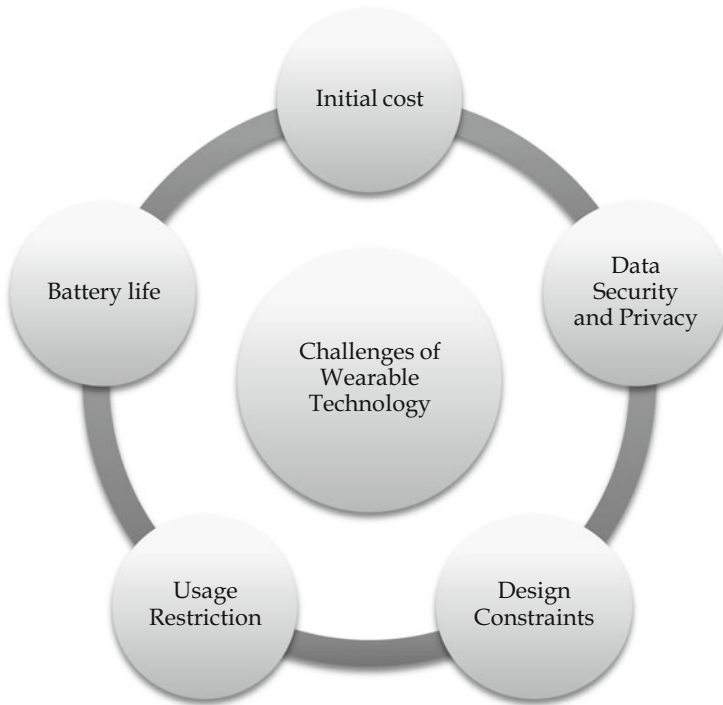 Initial cost
Data
Security
and Privacy
Battery life
Challenges of
Wearable
Technology
Usage
Restriction
Design
Constraints